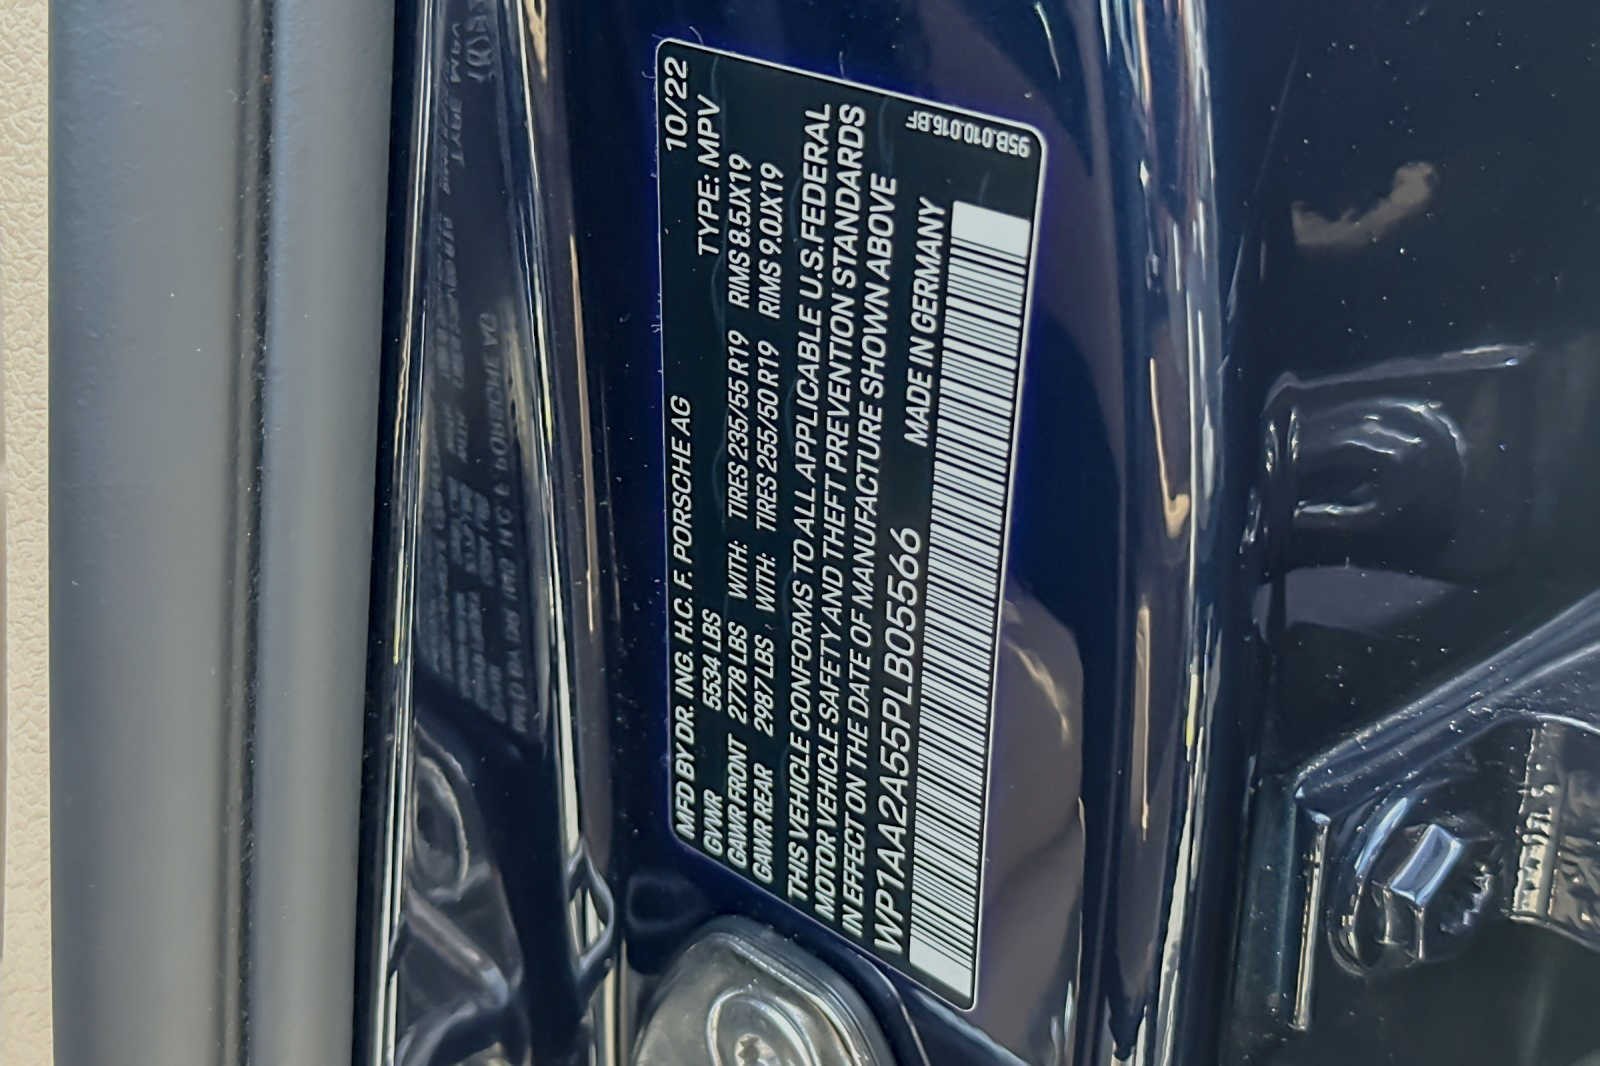 MFD BY DR. ING. H.C. F. PORSCHE AG 10/22
GVWR 5534 LBS TYPE: MPV
GAWR FRONT 2778 LBS WITH: TIRES 235/55 R19 RIMS 8.5JX19
GAWR REAR 2987 LBS WITH: TIRES 255/50 R19 RIMS 9.0JX19
THIS VEHICLE CONFORMS TO ALL APPLICABLE U.S.FEDERAL
MOTOR VEHICLE SAFETY AND THEFT PREVENTION STANDARDS
IN EFFECT ON THE DATE OF MANUFACTURE SHOWN ABOVE
WP1AA2A55PLB05566 MADE IN GERMANY
95B.010.016.BF